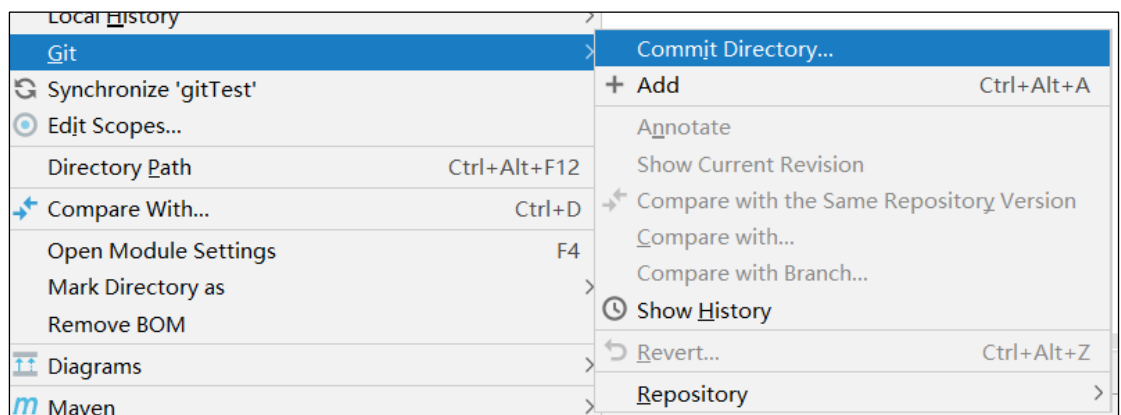 Local History
Git
Synchronize 'gitTest'
Edit Scopes...
Directory Path Ctrl+Alt+F12
Compare With... Ctrl+D
Open Module Settings F4
Mark Directory as
Remove BOM
Diagrams
Maven
Commit Directory...
Add Ctrl+Alt+A
Annotate
Show Current Revision
Compare with the Same Repository Version
Compare with...
Compare with Branch...
Show History
Revert... Ctrl+Alt+Z
Repository